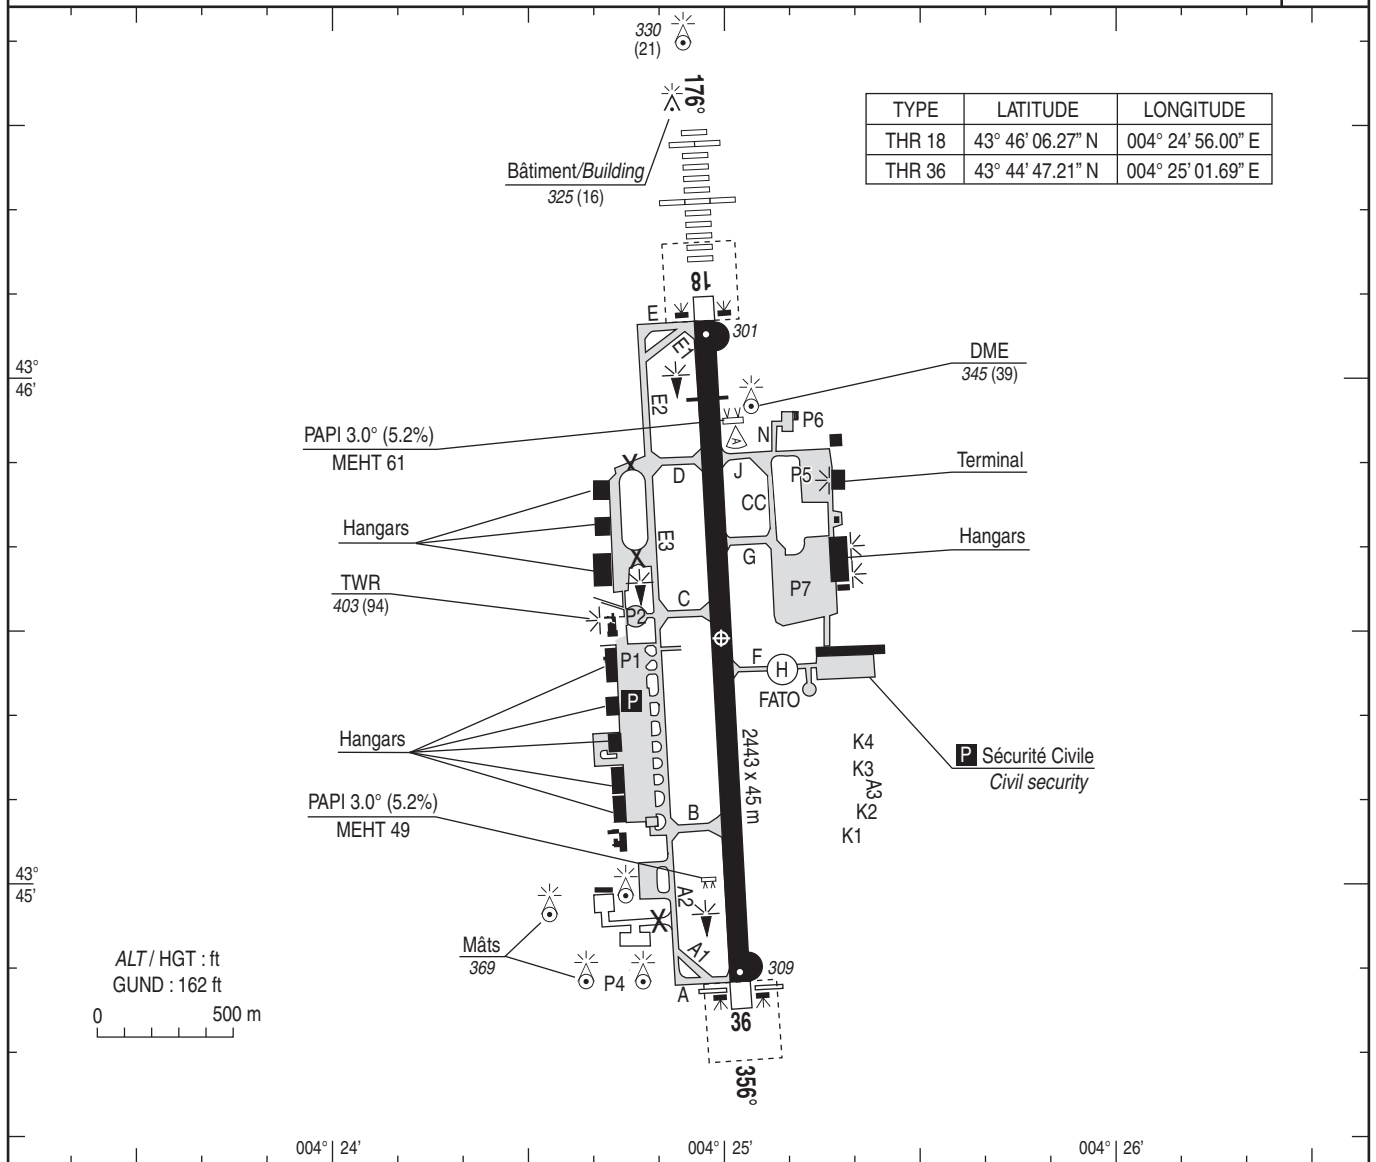 330
(21)
176°
TYPE LATITUDE LONGITUDE
THR 18 43° 46’ 06.27” N 004° 24’ 56.00” E
THR 36 43° 44’ 47.21” N 004° 25’ 01.69” E
Bâtiment/Building
325 (16)
18
E
301
E1
DME
345 (39)
43°
46’
E2
A
N
P6
PAPI 3.0° (5.2%)
MEHT 61
X
D
J
P5
Terminal
CC
Hangars
E3
G
Hangars
X
TWR
403 (94)
P7
C
P2
P1
F
H
FATO
P
Hangars
2443 x 45 m
K4
P Sécurité Civile
Civil security
K3
A3
K2
K1
PAPI 3.0° (5.2%)
MEHT 49
B
43°
45’
A2
X
Mâts
369
A1
P4
A
309
ALT / HGT : ft
GUND : 162 ft
0 500 m
36
356°
004° 24’
004° 25’
004° 26’